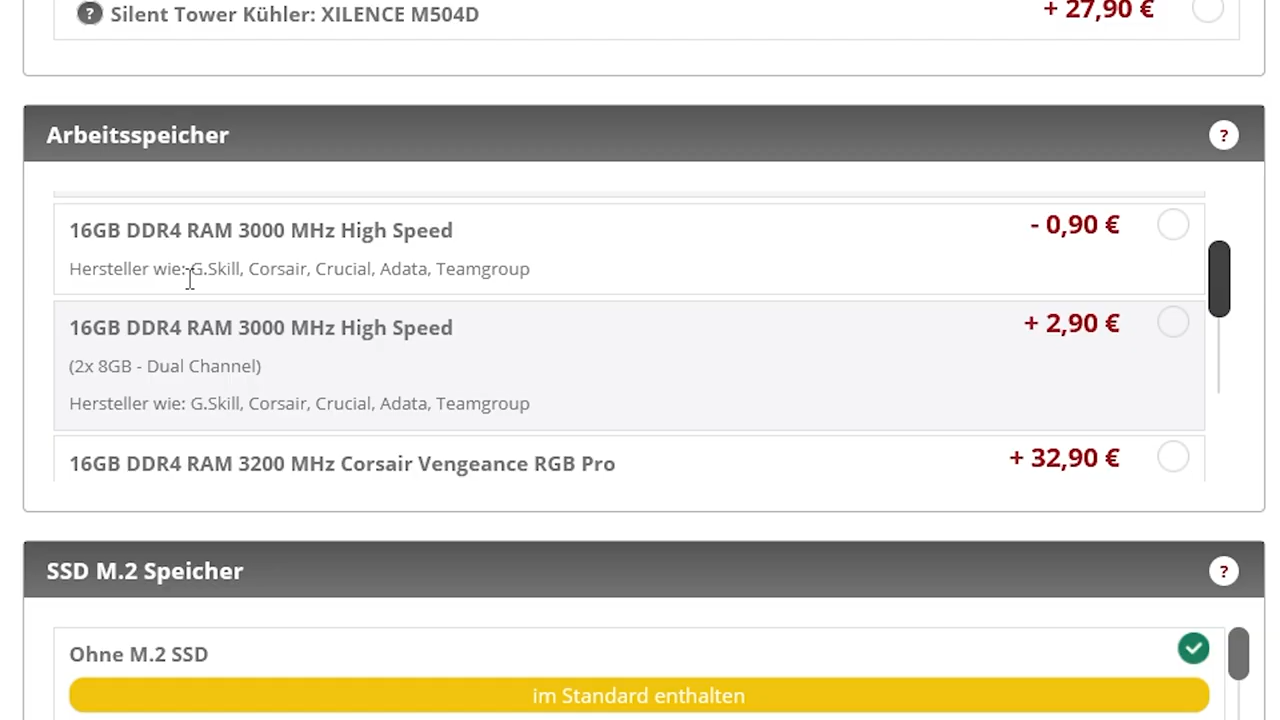 ? Silent Tower Kühler: XILENCE M504D + 27,90 €
Arbeitsspeicher ?
16GB DDR4 RAM 3000 MHz High Speed - 0,90 €
Hersteller wie: G.Skill, Corsair, Crucial, Adata, Teamgroup
16GB DDR4 RAM 3000 MHz High Speed + 2,90 €
(2x 8GB - Dual Channel)
Hersteller wie: G.Skill, Corsair, Crucial, Adata, Teamgroup
16GB DDR4 RAM 3200 MHz Corsair Vengeance RGB Pro + 32,90 €
SSD M.2 Speicher ?
Ohne M.2 SSD
im Standard enthalten